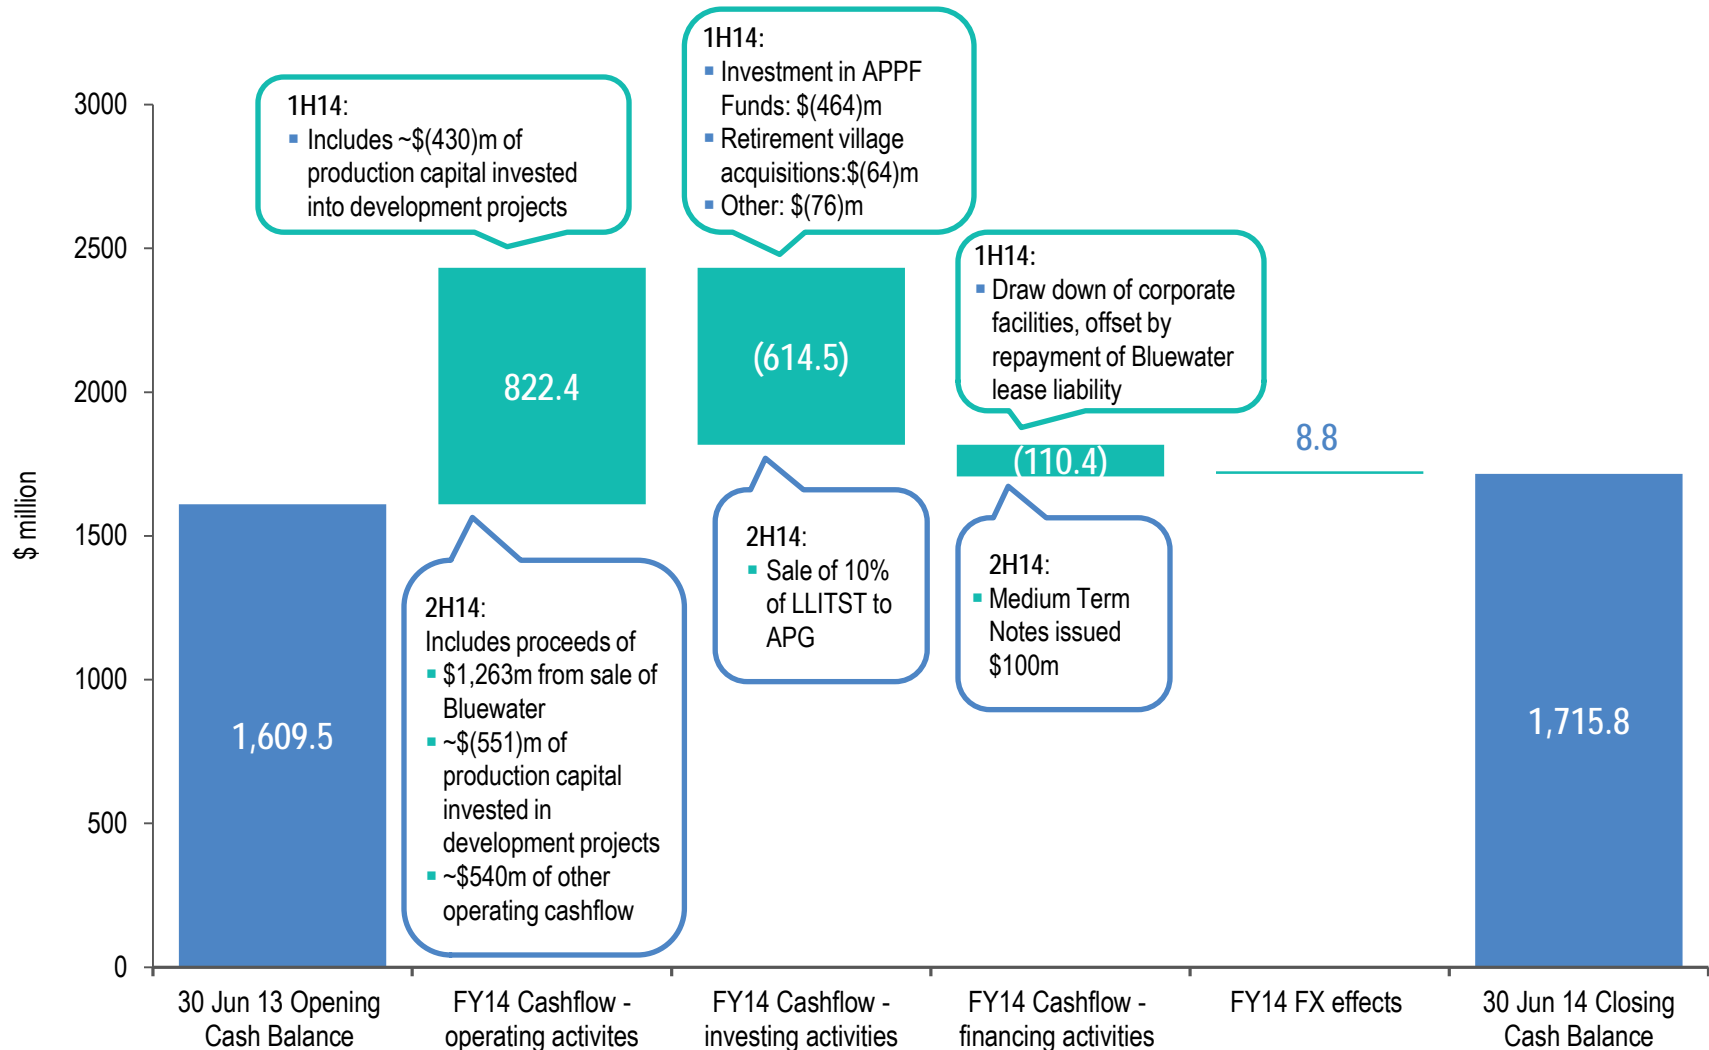 1H14:
Includes ~$(430)m of
production capital invested
into development projects
1H14:
Investment in APPF
Funds: $(464)m
Retirement village
acquisitions:$(64)m
Other: $(76)m
1H14:
Draw down of corporate
facilities, offset by
repayment of Bluewater
lease liability
$ million
3000
2500
2000
1500
1000
500
0
1,609.5
822.4
(614.5)
(110.4)
8.8
1,715.8
2H14:
Includes proceeds of
$1,263m from sale of
Bluewater
~$(551)m of
production capital
invested in
development projects
~$540m of other
operating cashflow
2H14:
Sale of 10%
of LLITST to
APG
2H14:
Medium Term
Notes issued
$100m
30 Jun 13 Opening
Cash Balance
FY14 Cashflow -
operating activites
FY14 Cashflow -
investing activities
FY14 Cashflow -
financing activities
FY14 FX effects
30 Jun 14 Closing
Cash Balance